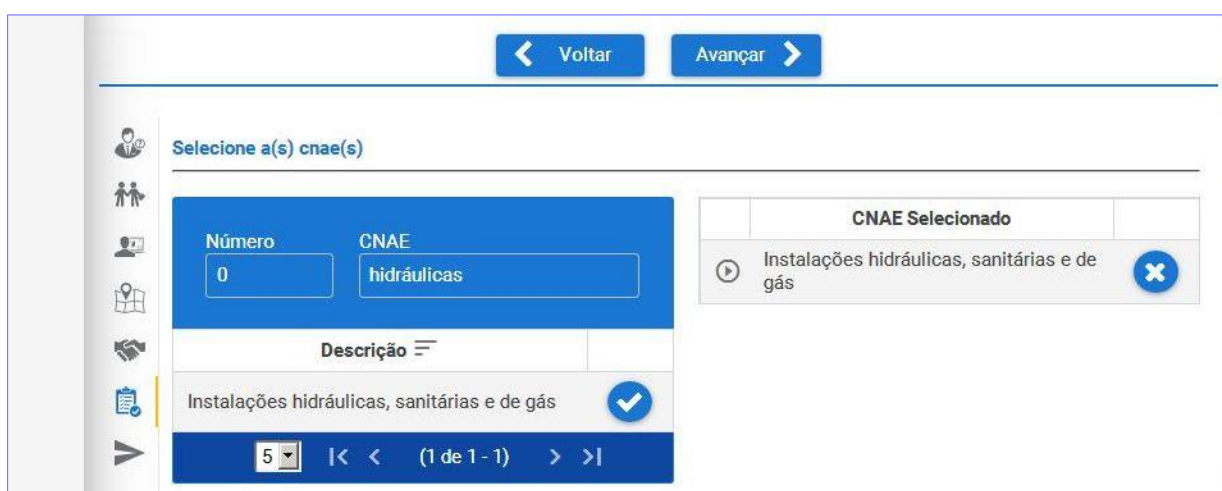 Voltar
Avançar
Selecione a(s) cnae(s)
Número
CNAE
0
hidráulicas
Descrição
Instalações hidráulicas, sanitárias e de gás
5
(1 de 1 - 1)
CNAE Selecionado
Instalações hidráulicas, sanitárias e de
gás